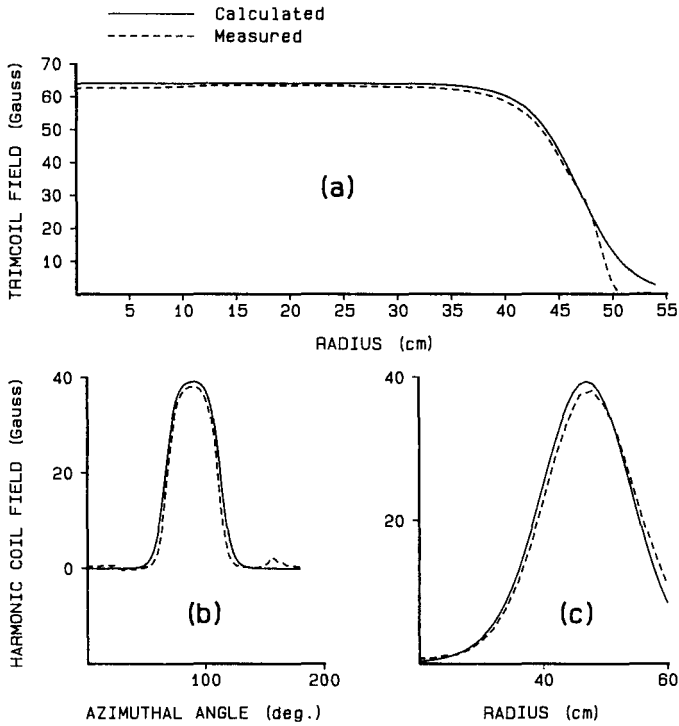 Calculated
Measured
TRIMCOIL FIELD (Gauss)
70
60
50
40
30
20
10
(a)
5 10 15 20 25 30 35 40 45 50 55
RADIUS (cm)
HARMONIC COIL FIELD (Gauss)
40
20
0
(b)
100 200
AZIMUTHAL ANGLE (deg.)
40
20
(c)
40 60
RADIUS (cm)